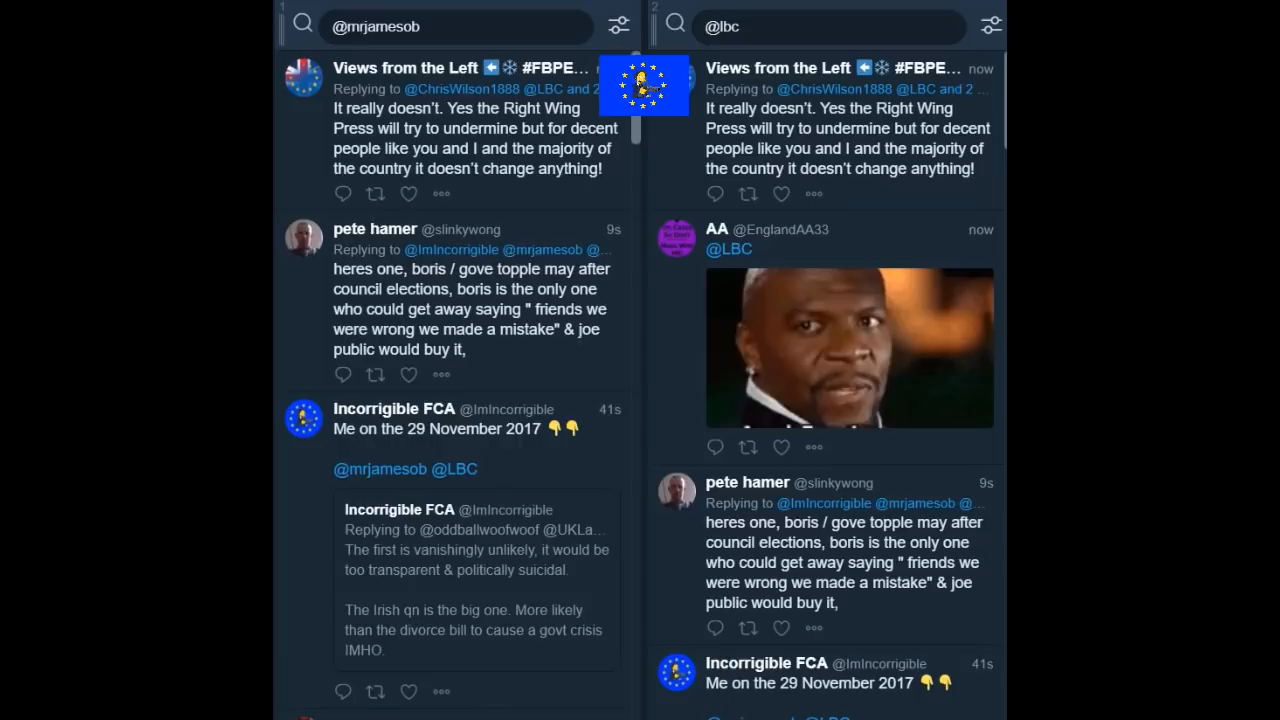 1
@mrjamesob
Views from the Left ⬅️❄️ #FBPE…
Replying to @ChrisWilson1888 @LBC and 2
It really doesn't. Yes the Right Wing
Press will try to undermine but for decent
people like you and I and the majority of
the country it doesn't change anything!
pete hamer @slinkywong 9s
Replying to @ImIncorrigible @mrjamesob @…
heres one, boris / gove topple may after
council elections, boris is the only one
who could get away saying " friends we
were wrong we made a mistake" & joe
public would buy it,
Incorrigible FCA @ImIncorrigible 41s
Me on the 29 November 2017 👇👇
@mrjamesob @LBC
Incorrigible FCA @ImIncorrigible
Replying to @oddballwoofwoof @UKLa…
The first is vanishingly unlikely, it would be
too transparent & politically suicidal.
The Irish qn is the big one. More likely
than the divorce bill to cause a govt crisis
IMHO.
2
@lbc
Views from the Left ⬅️❄️ #FBPE… now
Replying to @ChrisWilson1888 @LBC and 2 …
It really doesn't. Yes the Right Wing
Press will try to undermine but for decent
people like you and I and the majority of
the country it doesn't change anything!
AA @EnglandAA33 now
@LBC
pete hamer @slinkywong 9s
Replying to @ImIncorrigible @mrjamesob @…
heres one, boris / gove topple may after
council elections, boris is the only one
who could get away saying " friends we
were wrong we made a mistake" & joe
public would buy it,
Incorrigible FCA @ImIncorrigible 41s
Me on the 29 November 2017 👇👇